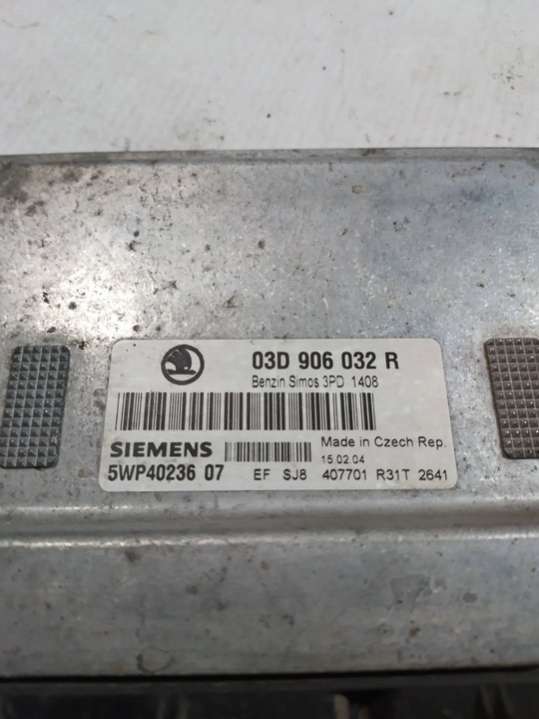 03D 906 032 R
Benzin Simos 3PD 1408
SIEMENS
Made in Czech Rep.
15.02.04
5WP40236 07
EF SJ8 407701 R31T 2641